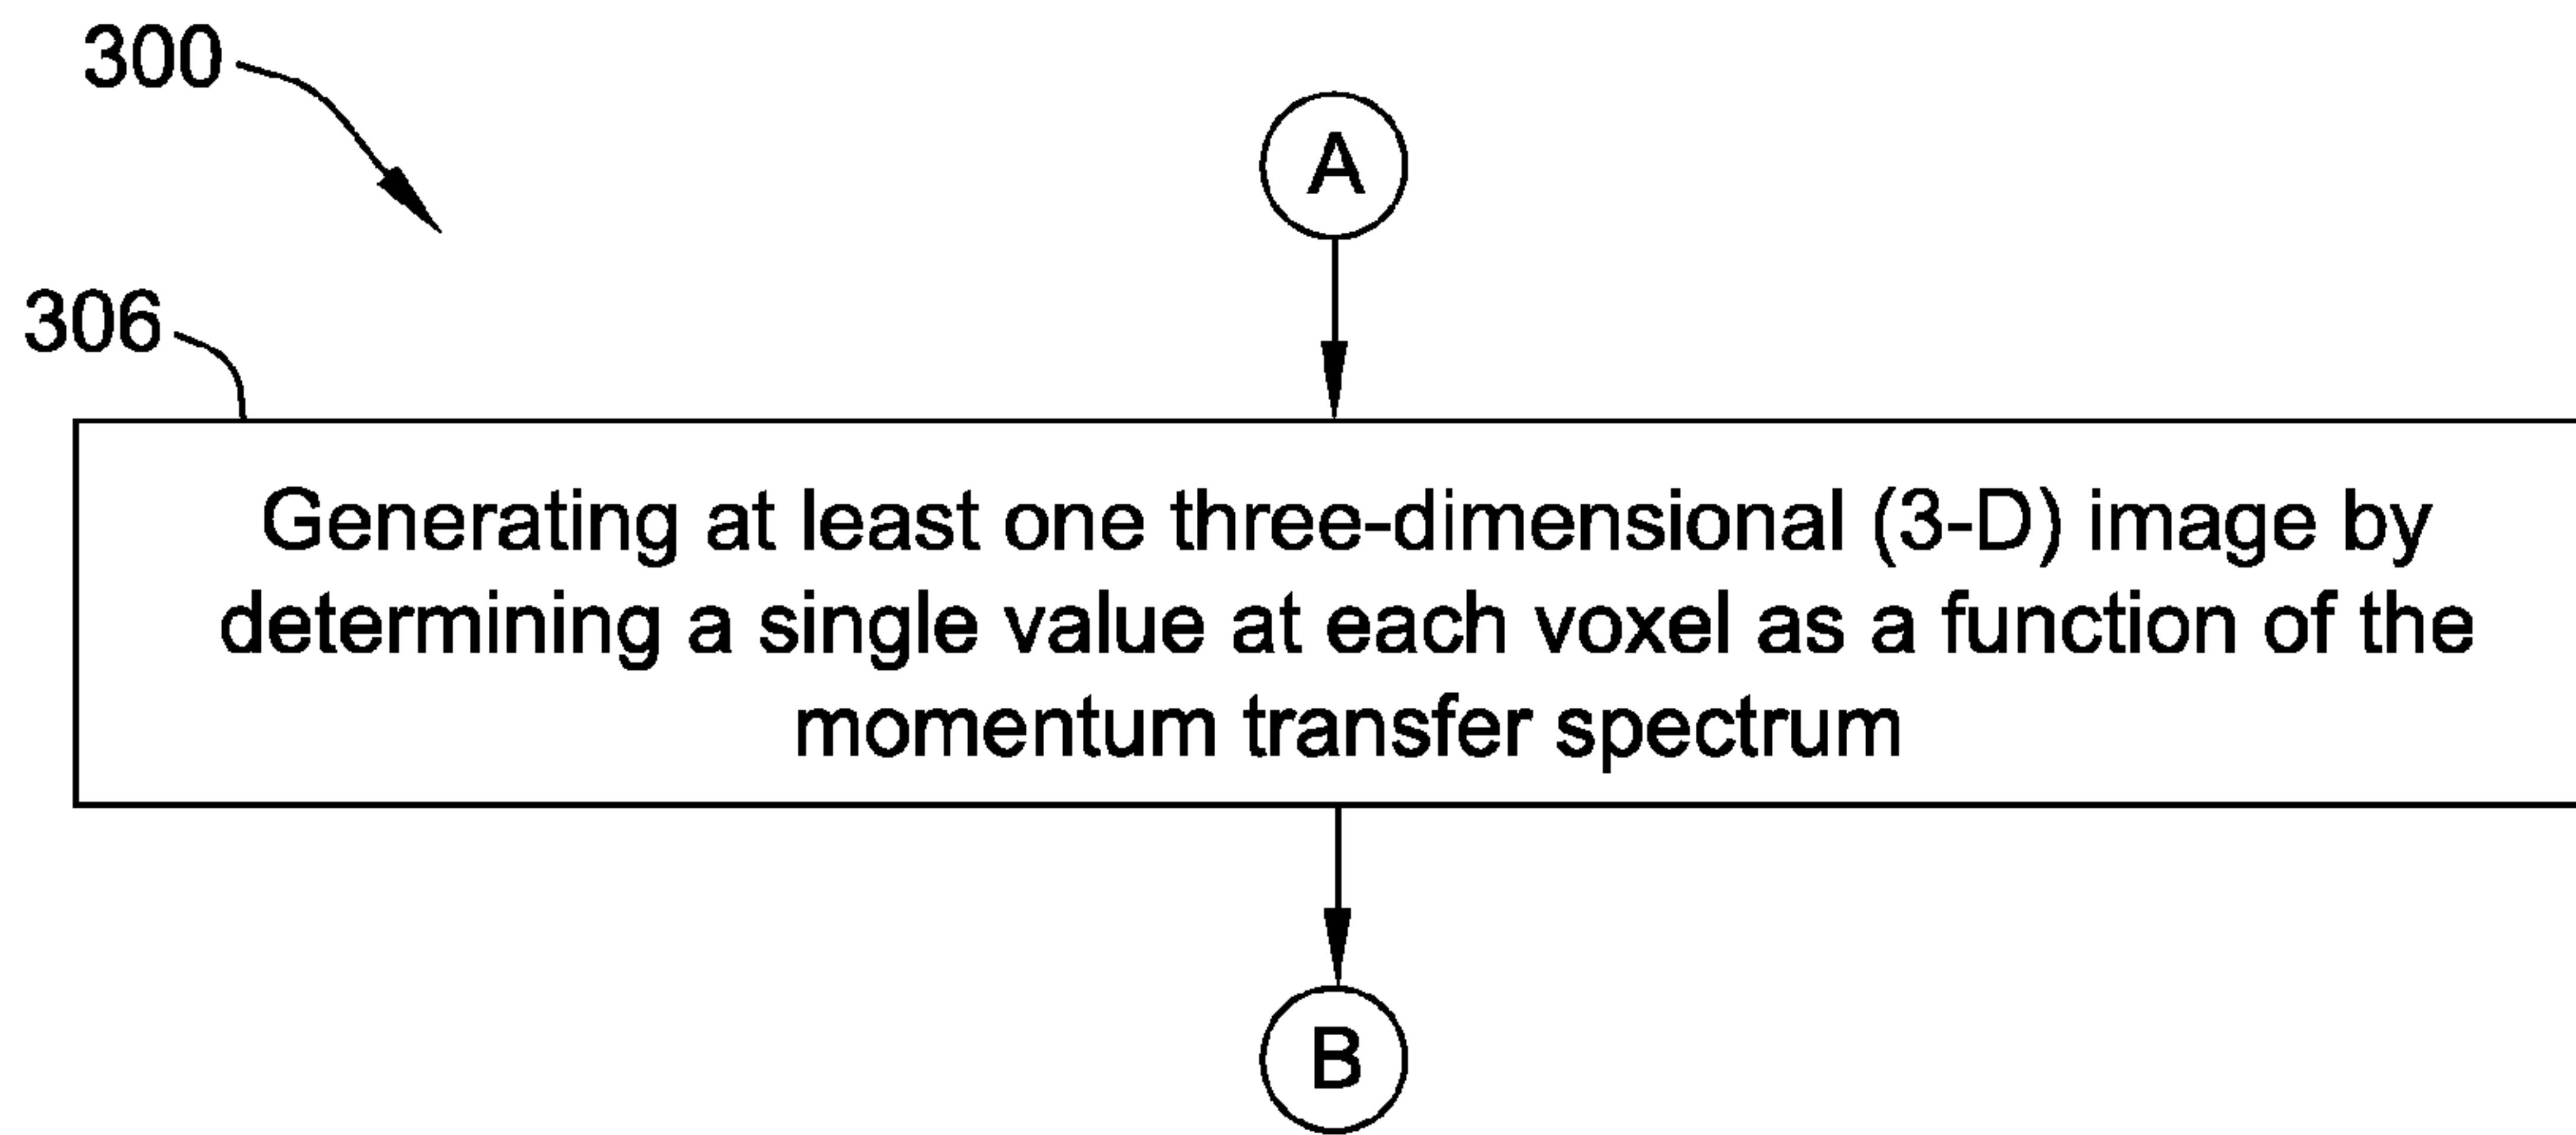 300
A
306
Generating at least one three-dimensional (3-D) image by
determining a single value at each voxel as a function of the
momentum transfer spectrum
B